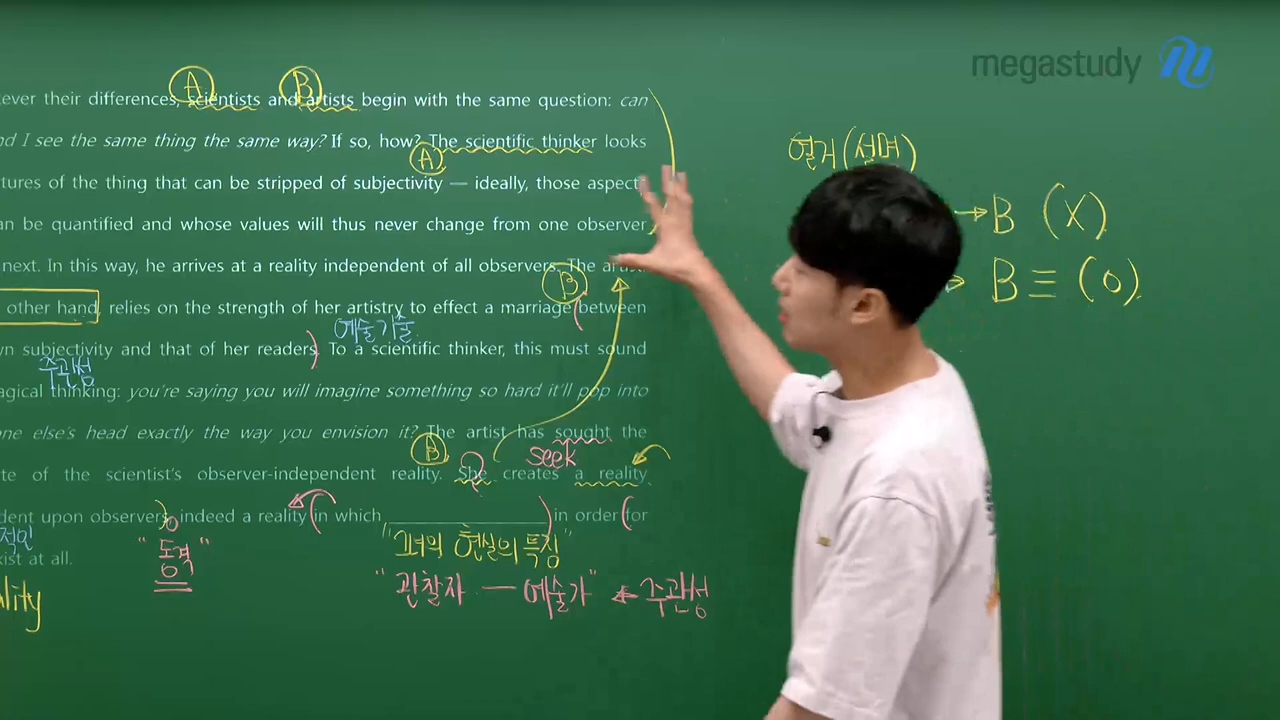 megastudy
A B
ever their differences, scientists and artists begin with the same question: can
nd I see the same thing the same way? If so, how? The scientific thinker looks
A
tures of the thing that can be stripped of subjectivity — ideally, those aspects
an be quantified and whose values will thus never change from one observer
next. In this way, he arrives at a reality independent of all observers. The
B
other hand, relies on the strength of her artistry to effect a marriage between
예술기술
wn subjectivity and that of her readers. To a scientific thinker, this must sound
주관성
agical thinking: you're saying you will imagine something so hard it'll pop into
one else's head exactly the way you envision it? The artist has sought the
B
seek
te of the scientist's observer-independent reality. She creates a reality
dent upon observers, indeed a reality in which ____________ in order for
적인
xist at all.
"동격"
"그녀의 현실의 특징"
"관찰자 — 예술가" ← 주관성
ality
열거(설명)
→ B (X)
→ B ≡ (O)